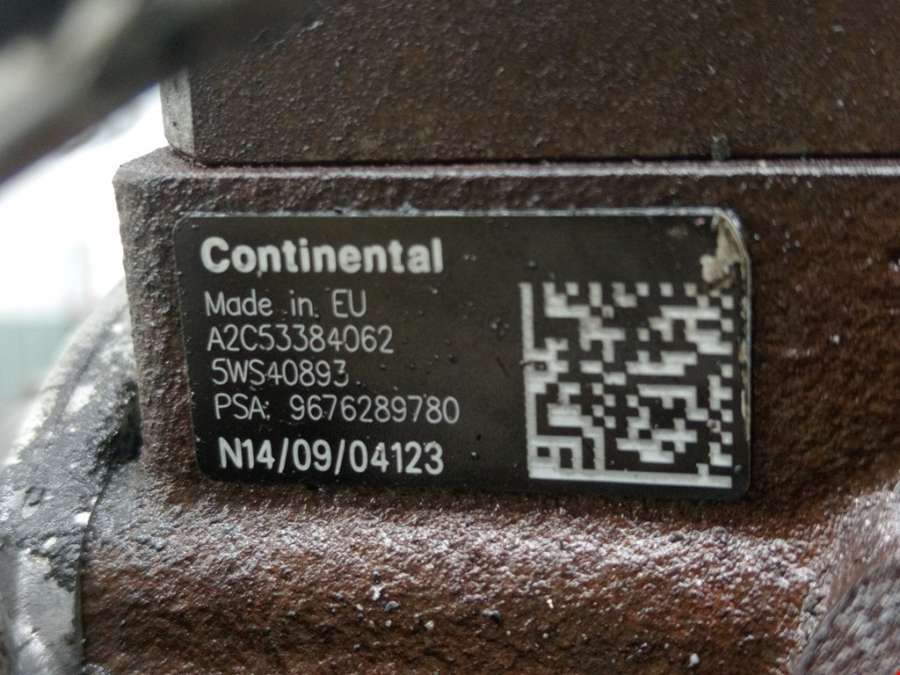 Continental
Made in EU
A2C53384062
5WS40893
PSA: 9676289780
N14/09/04123